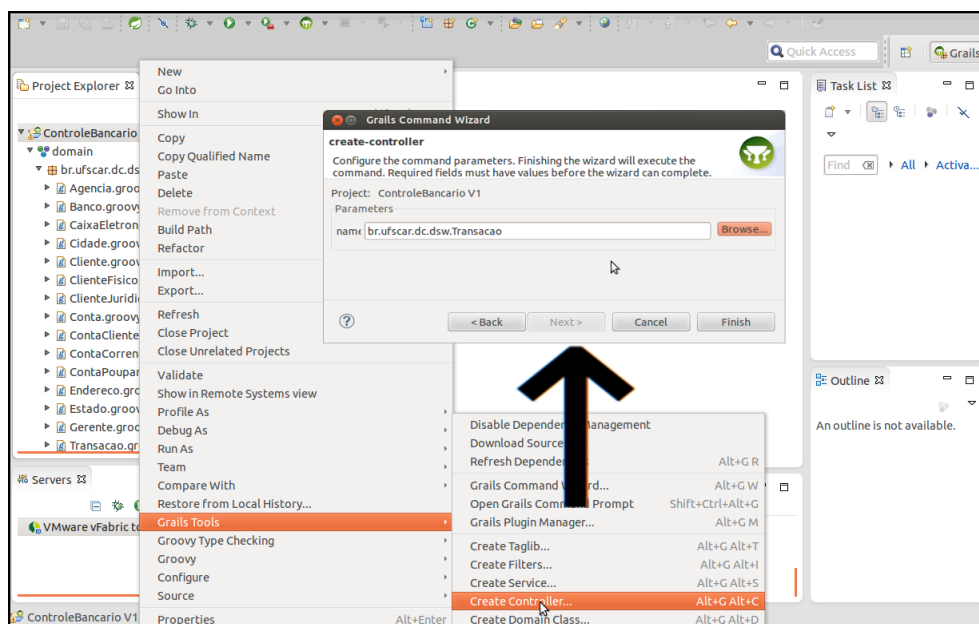 Quick Access
Grails
Project Explorer
ControleBancario
domain
br.ufscar.dc.ds
Agencia.groo
Banco.groovy
CaixaEletron
Cidade.groov
Cliente.groov
ClienteFisico
ClienteJuridi
Conta.groovy
ContaCliente
ContaCorren
ContaPoupar
Endereco.gro
Estado.groov
Gerente.groo
Transacao.gr
Servers
VMware vFabric tc
ControleBancario V1
New
Go Into
Show In
Copy
Copy Qualified Name
Paste
Delete
Remove from Context
Build Path
Refactor
Import...
Export...
Refresh
Close Project
Close Unrelated Projects
Validate
Show in Remote Systems view
Profile As
Debug As
Run As
Team
Compare With
Restore from Local History...
Grails Tools
Groovy Type Checking
Groovy
Configure
Source
Properties Alt+Enter
Grails Command Wizard
create-controller
Configure the command parameters. Finishing the wizard will execute the
command. Required fields must have values before the wizard can complete.
Project: ControleBancario V1
Parameters
name br.ufscar.dc.dsw.Transacao Browse...
< Back Next > Cancel Finish
Disable Depende Management
Download Source
Refresh Depende Alt+G R
Grails Command W rd... Alt+G W
Open Grails Comm Prompt Shift+Ctrl+Alt+G
Grails Plugin Manager... Alt+G M
Create Taglib... Alt+G Alt+T
Create Filters... Alt+G Alt+I
Create Service... Alt+G Alt+S
Create Controller... Alt+G Alt+C
Create Domain Class... Alt+G Alt+D
Task List
Find All Activa...
Outline
An outline is not available.